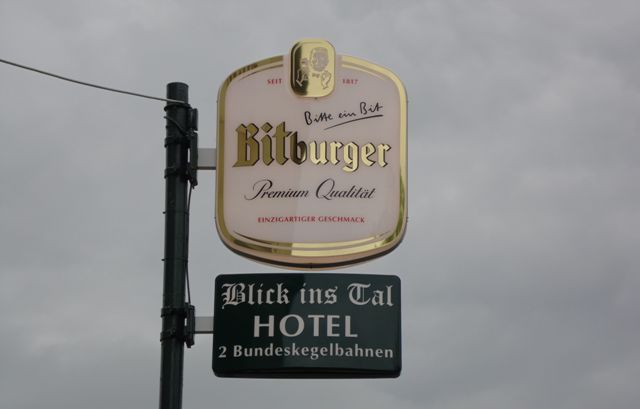 SEIT 1817
Bitte ein Bit
Bitburger
Premium Qualität
EINZIGARTIGER GESCHMACK
Blick ins Tal
HOTEL
2 Bundeskegelbahnen